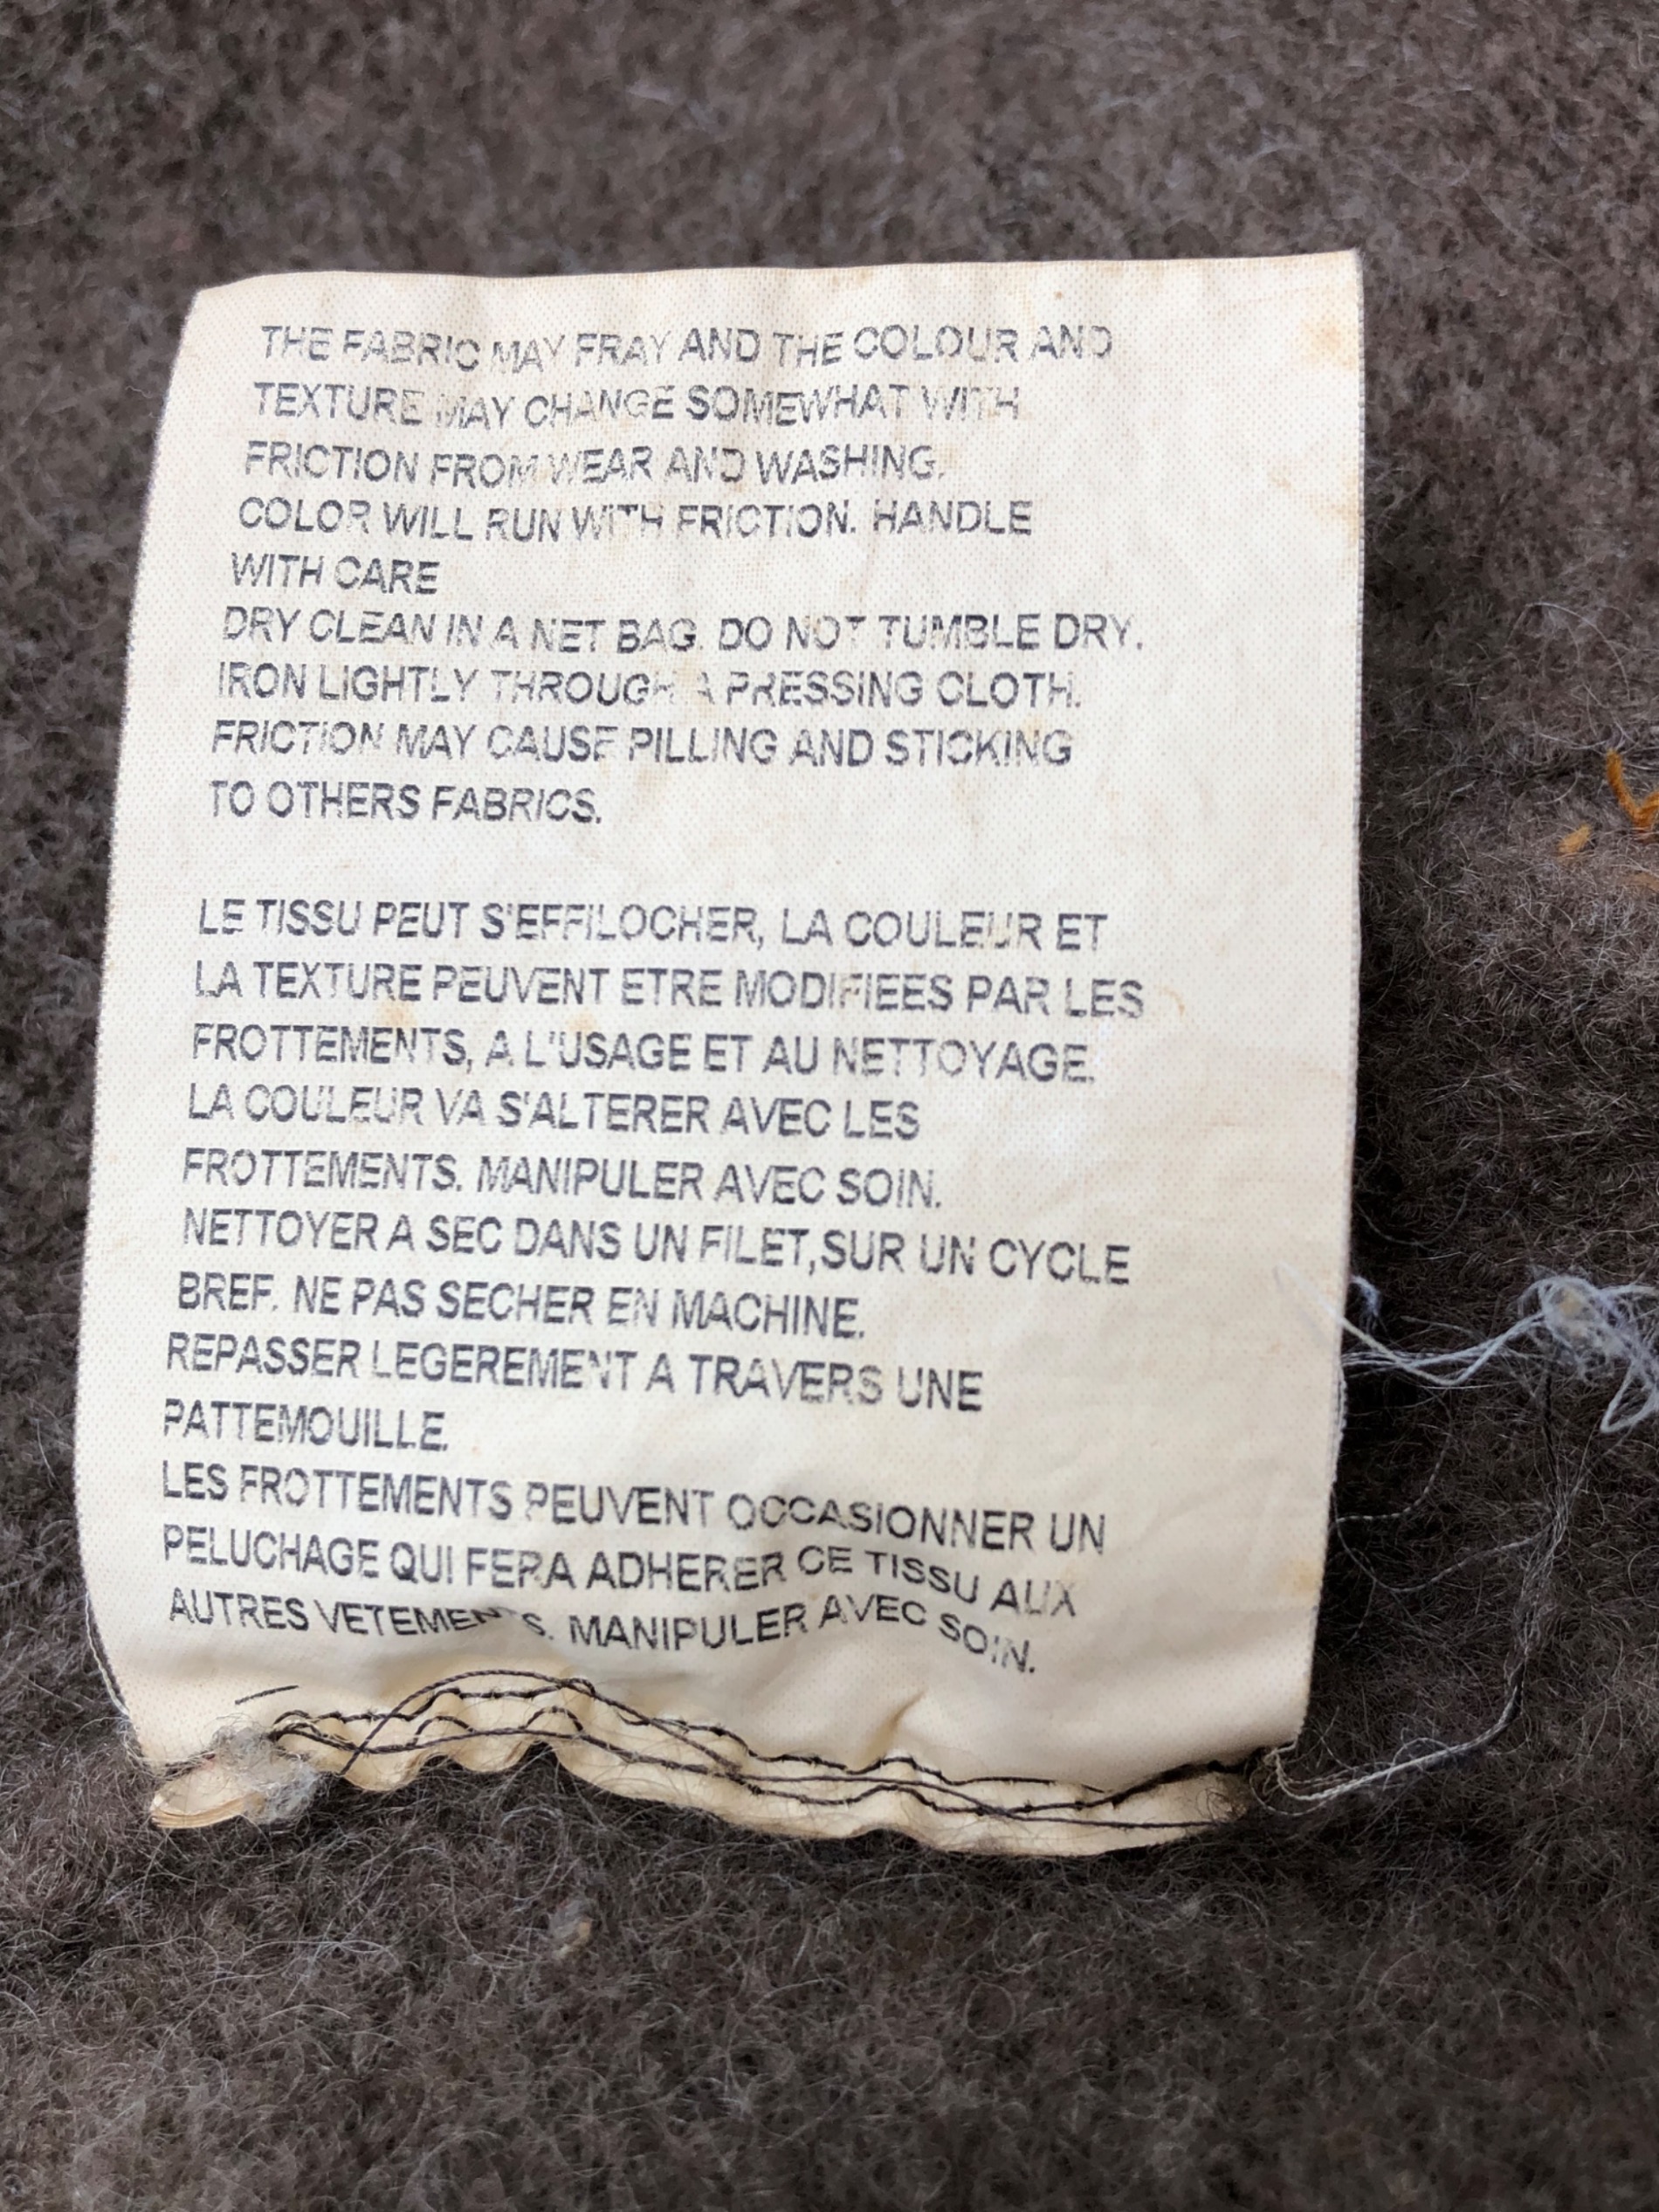 THE FABRIC MAY FRAY AND THE COLOUR AND
TEXTURE MAY CHANGE SOMEWHAT WITH
FRICTION FROM WEAR AND WASHING.
COLOR WILL RUN WITH FRICTION. HANDLE
WITH CARE
DRY CLEAN IN A NET BAG. DO NOT TUMBLE DRY.
IRON LIGHTLY THROUGH A PRESSING CLOTH.
FRICTION MAY CAUSE PILLING AND STICKING
TO OTHERS FABRICS.
LE TISSU PEUT S'EFFILOCHER, LA COULEUR ET
LA TEXTURE PEUVENT ETRE MODIFIEES PAR LES
FROTTEMENTS, A L'USAGE ET AU NETTOYAGE.
LA COULEUR VA S'ALTERER AVEC LES
FROTTEMENTS. MANIPULER AVEC SOIN.
NETTOYER A SEC DANS UN FILET,SUR UN CYCLE
BREF. NE PAS SECHER EN MACHINE.
REPASSER LEGEREMENT A TRAVERS UNE
PATTEMOUILLE.
LES FROTTEMENTS PEUVENT OCCASIONNER UN
PELUCHAGE QUI FERA ADHERER CE TISSU AUX
AUTRES VETEMENTS. MANIPULER AVEC SOIN.